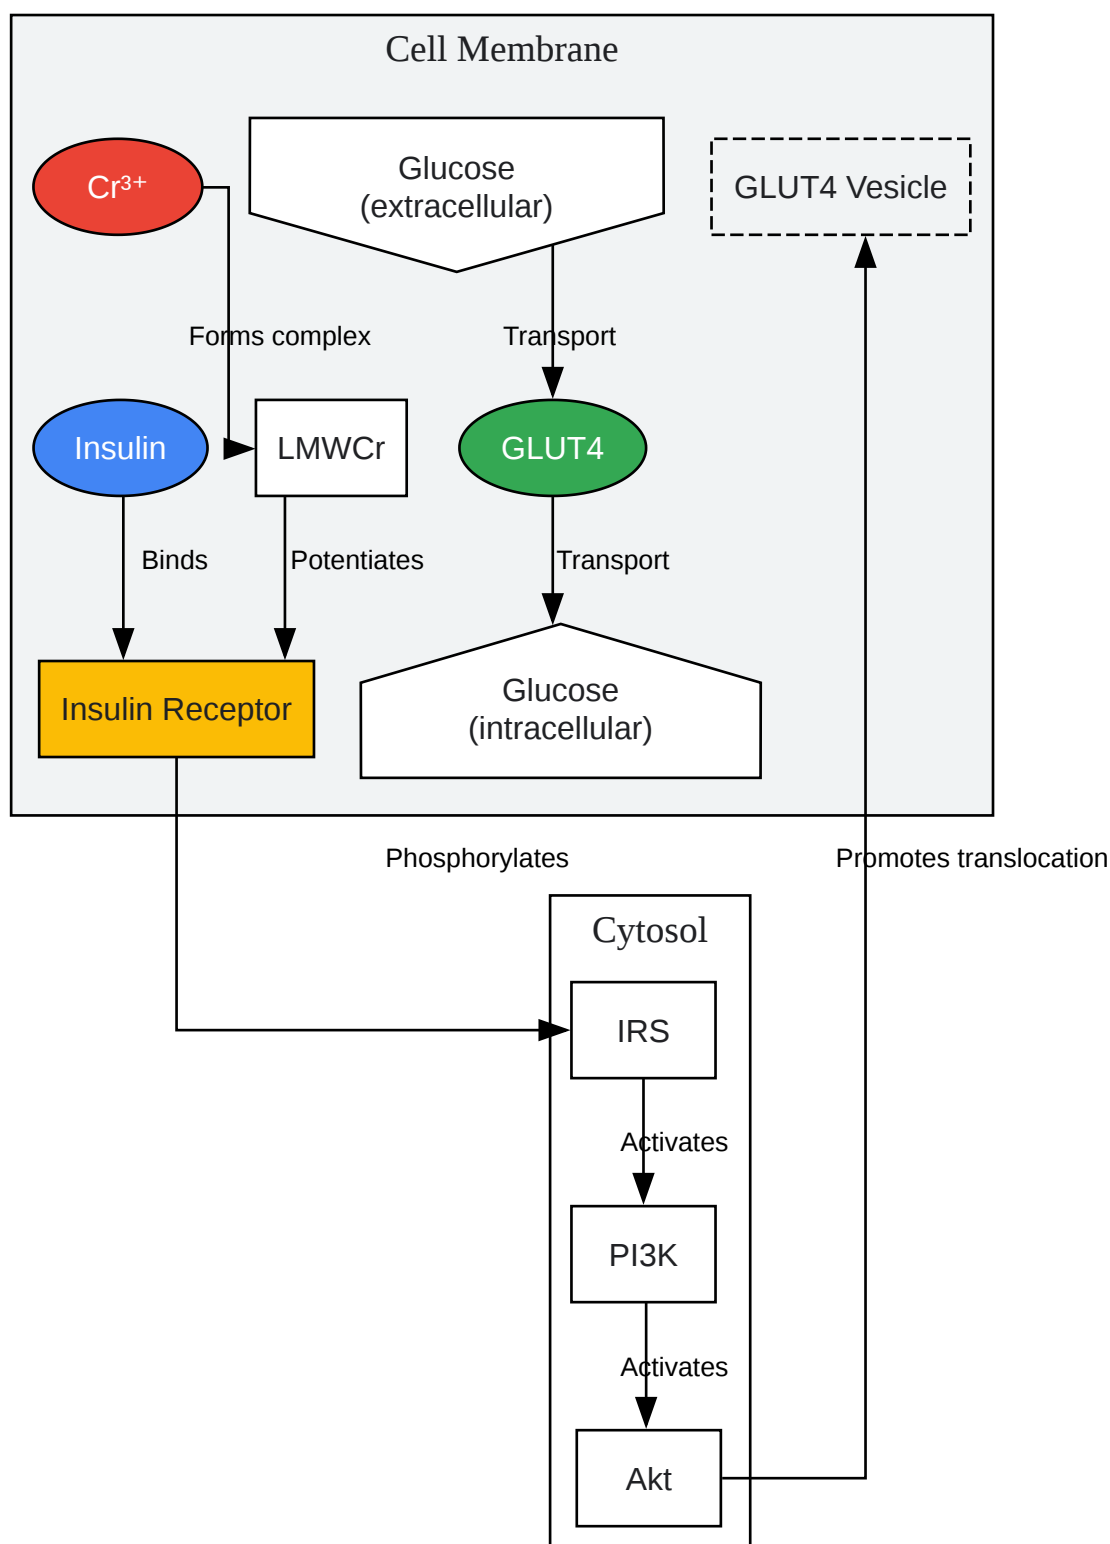 Cell Membrane
Cr³⁺
Glucose
(extracellular)
GLUT4 Vesicle
Forms complex
Transport
Insulin
LMWCr
GLUT4
Binds
Potentiates
Transport
Insulin Receptor
Glucose
(intracellular)
Phosphorylates
Promotes translocation
Cytosol
IRS
Activates
PI3K
Activates
Akt